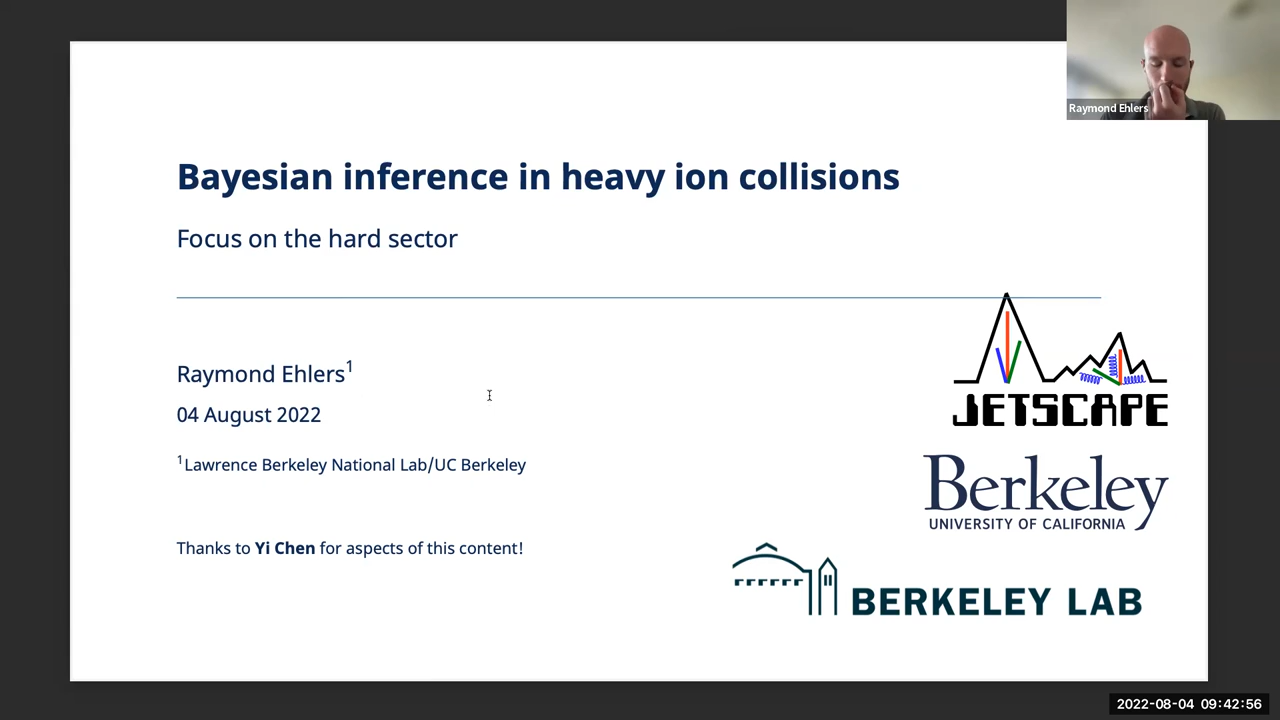 Raymond Ehlers
Bayesian inference in heavy ion collisions
Focus on the hard sector
Raymond Ehlers1
04 August 2022
1Lawrence Berkeley National Lab/UC Berkeley
Thanks to Yi Chen for aspects of this content!
JETSCAPE
Berkeley
UNIVERSITY OF CALIFORNIA
BERKELEY LAB
2022-08-04 09:42:56